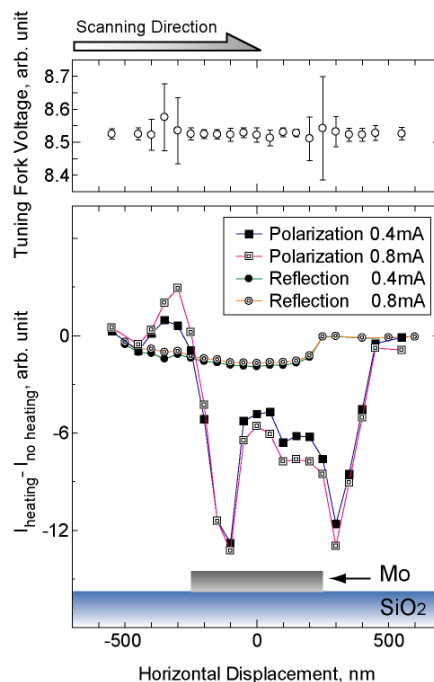 Scanning Direction
Tuning Fork Voltage, arb. unit
8.7
8.6
8.5
8.4
Polarization 0.4mA
Polarization 0.8mA
Reflection 0.4mA
Reflection 0.8mA
I heating - I no heating, arb. unit
0
-6
-12
Mo
SiO2
-500
0
500
Horizontal Displacement, nm